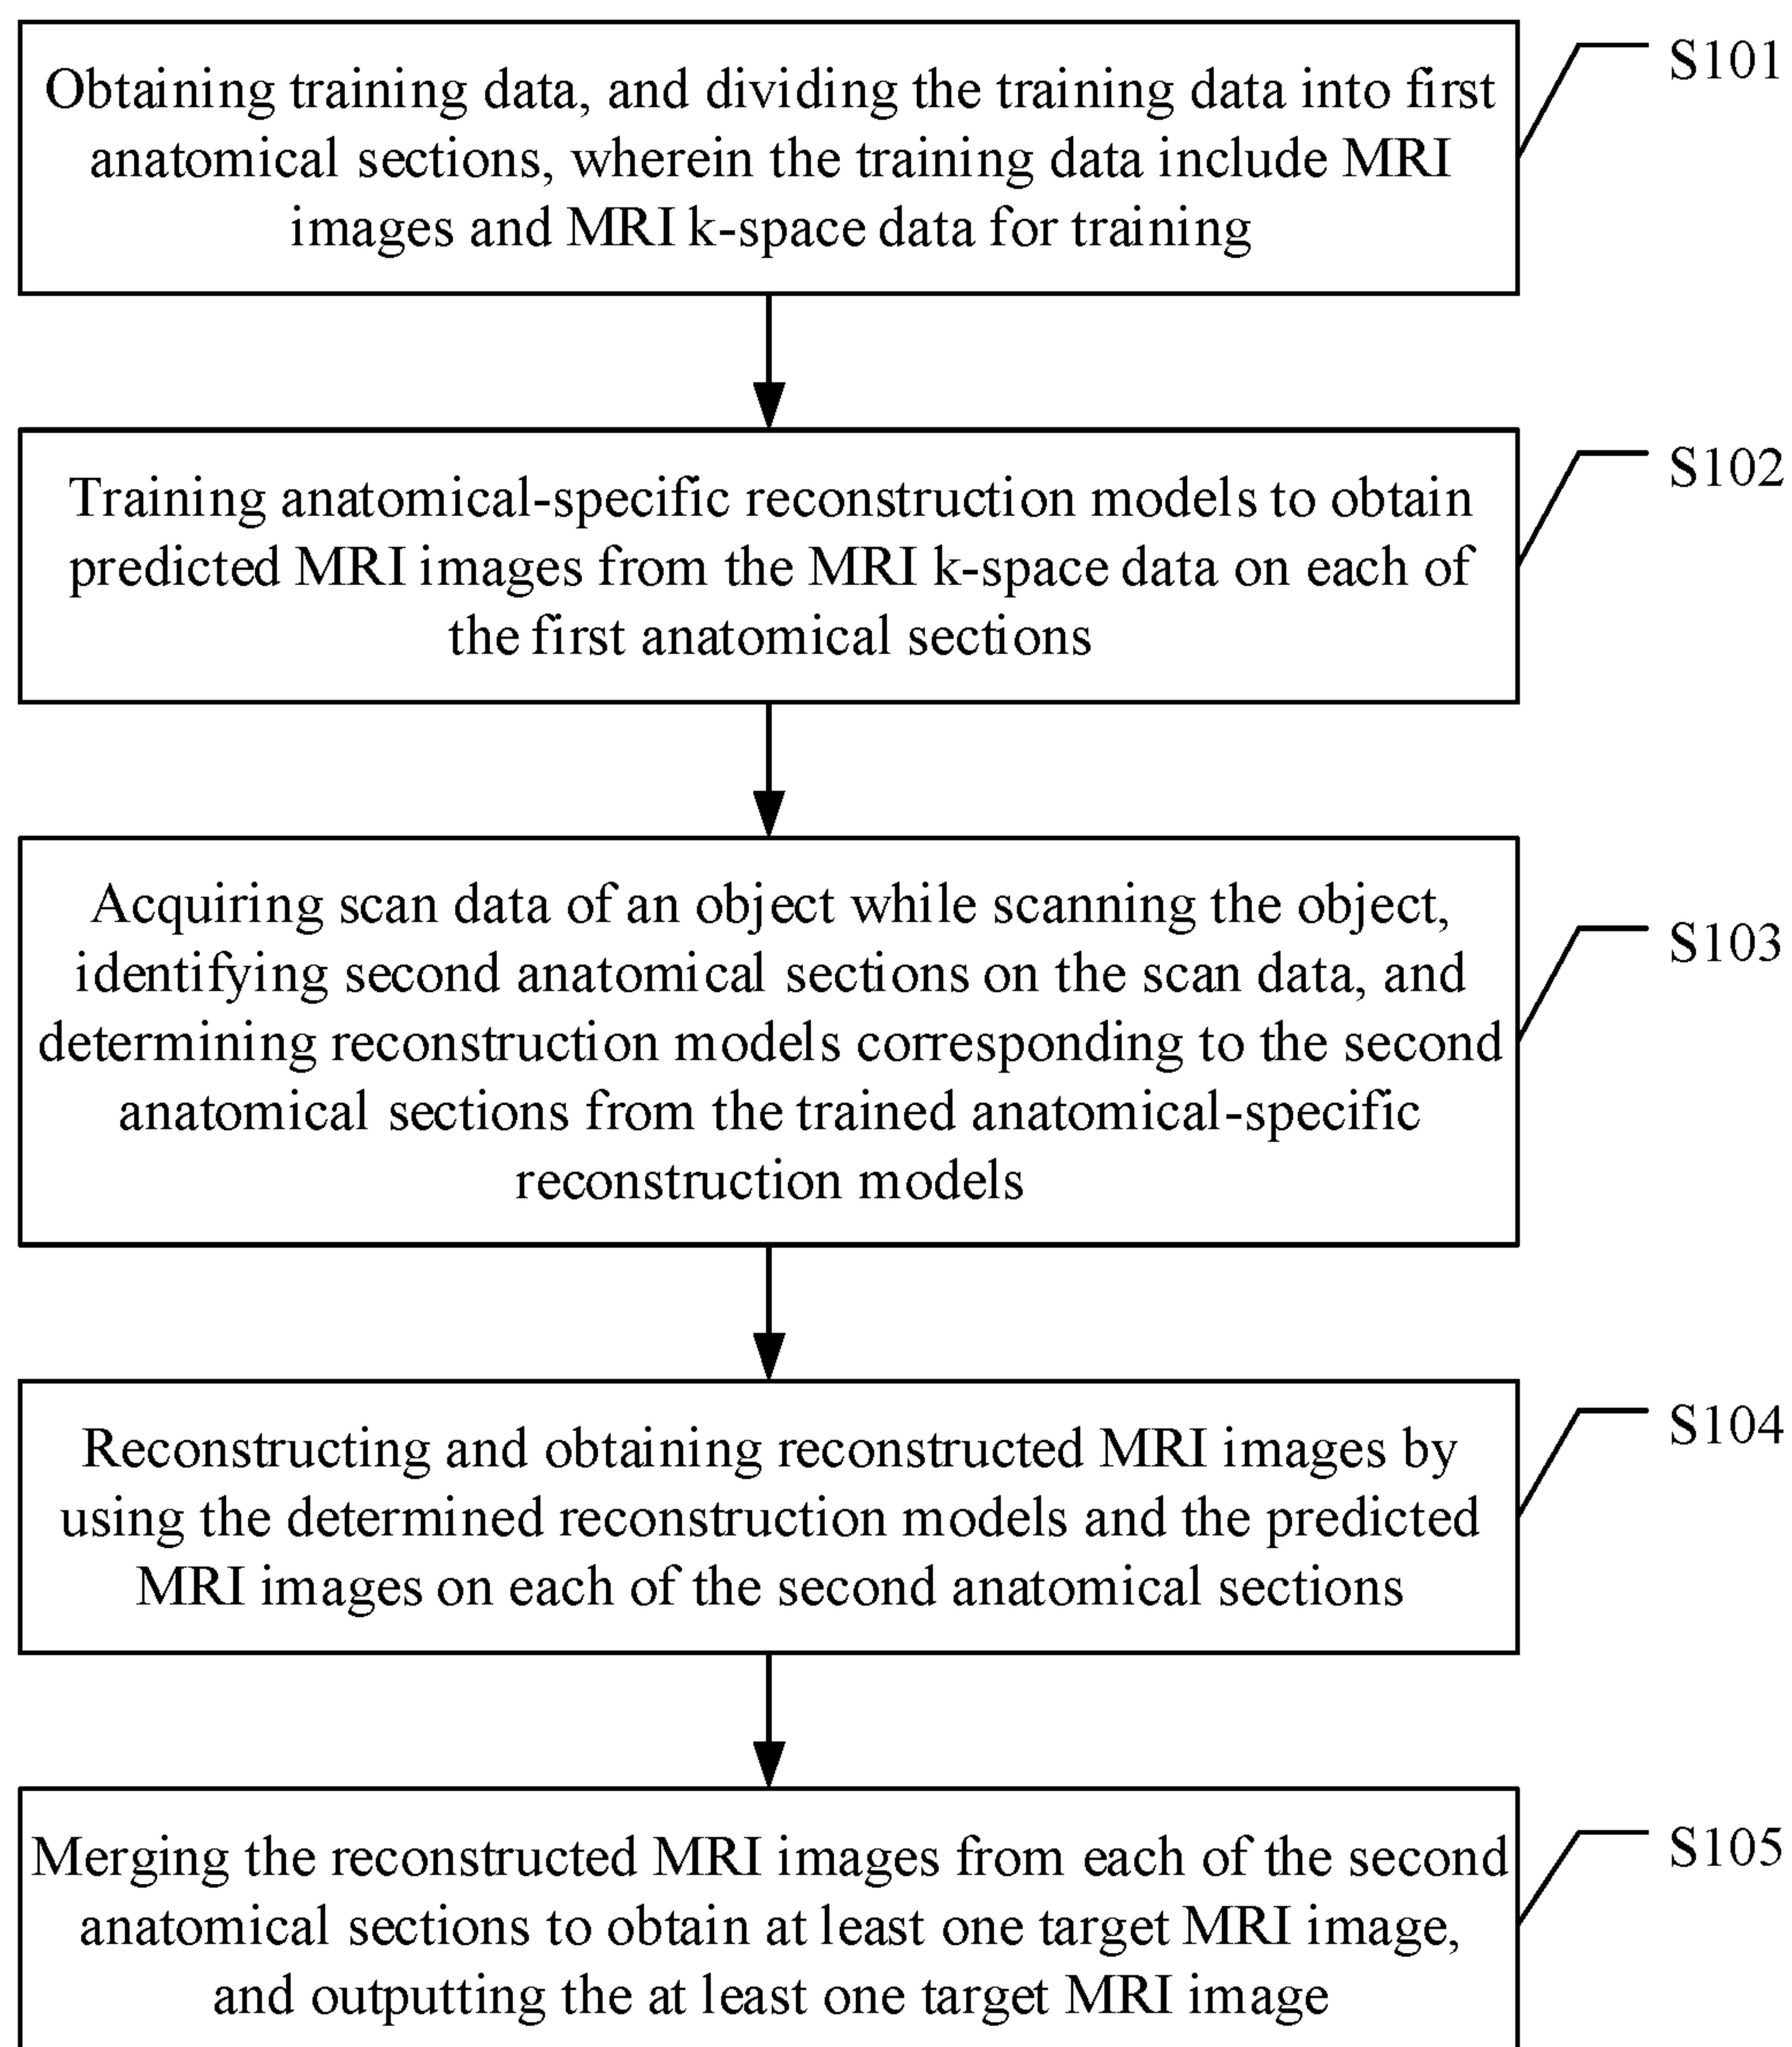 Obtaining training data, and dividing the training data into first
anatomical sections, wherein the training data include MRI
images and MRI k-space data for training
S101
Training anatomical-specific reconstruction models to obtain
predicted MRI images from the MRI k-space data on each of
the first anatomical sections
S102
Acquiring scan data of an object while scanning the object,
identifying second anatomical sections on the scan data, and
determining reconstruction models corresponding to the second
anatomical sections from the trained anatomical-specific
reconstruction models
S103
Reconstructing and obtaining reconstructed MRI images by
using the determined reconstruction models and the predicted
MRI images on each of the second anatomical sections
S104
Merging the reconstructed MRI images from each of the second
anatomical sections to obtain at least one target MRI image,
and outputting the at least one target MRI image
S105